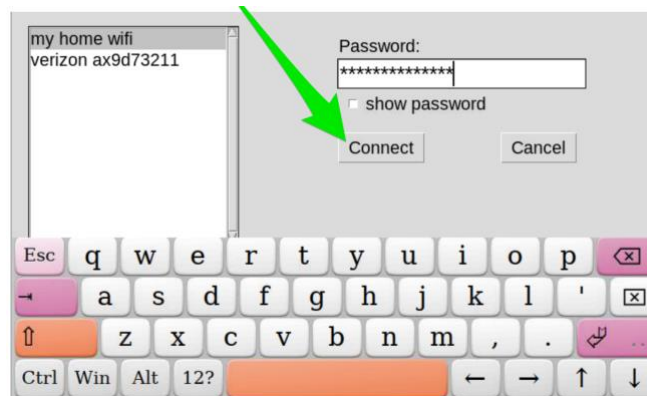 my home wifi
verizon ax9d73211
Password:
**************
show password
Connect
Cancel
Esc q w e r t y u i o p
a s d f g h j k l '
z x c v b n m , .
Ctrl Win Alt 12? ← → ↑ ↓